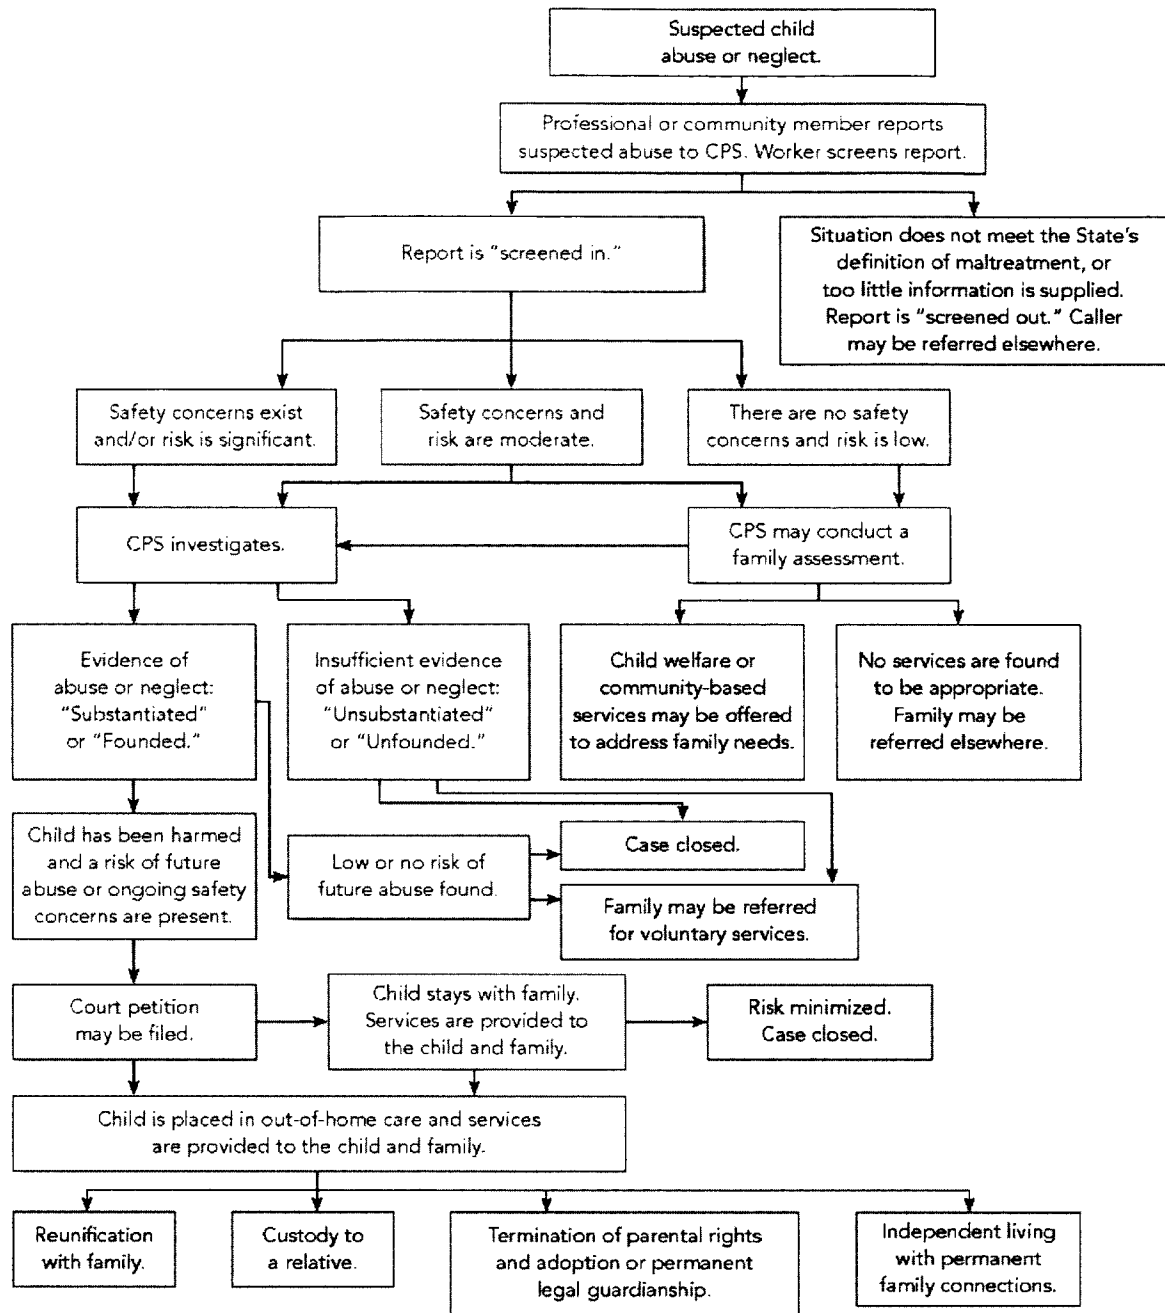 Suspected child
abuse or neglect.
Professional or community member reports
suspected abuse to CPS. Worker screens report.
Report is "screened in."
Situation does not meet the State's
definition of maltreatment, or
too little information is supplied.
Report is "screened out." Caller
may be referred elsewhere.
Safety concerns exist
and/or risk is significant.
Safety concerns and
risk are moderate.
There are no safety
concerns and risk is low.
CPS investigates.
CPS may conduct a
family assessment.
Evidence of
abuse or neglect:
"Substantiated"
or "Founded."
Insufficient evidence
of abuse or neglect:
"Unsubstantiated"
or "Unfounded."
Child welfare or
community-based
services may be offered
to address family needs.
No services are found
to be appropriate.
Family may be
referred elsewhere.
Child has been harmed
and a risk of future
abuse or ongoing safety
concerns are present.
Low or no risk of
future abuse found.
Case closed.
Family may be referred
for voluntary services.
Court petition
may be filed.
Child stays with family.
Services are provided to
the child and family.
Risk minimized.
Case closed.
Child is placed in out-of-home care and services
are provided to the child and family.
Reunification
with family.
Custody to
a relative.
Termination of parental rights
and adoption or permanent
legal guardianship.
Independent living
with permanent
family connections.